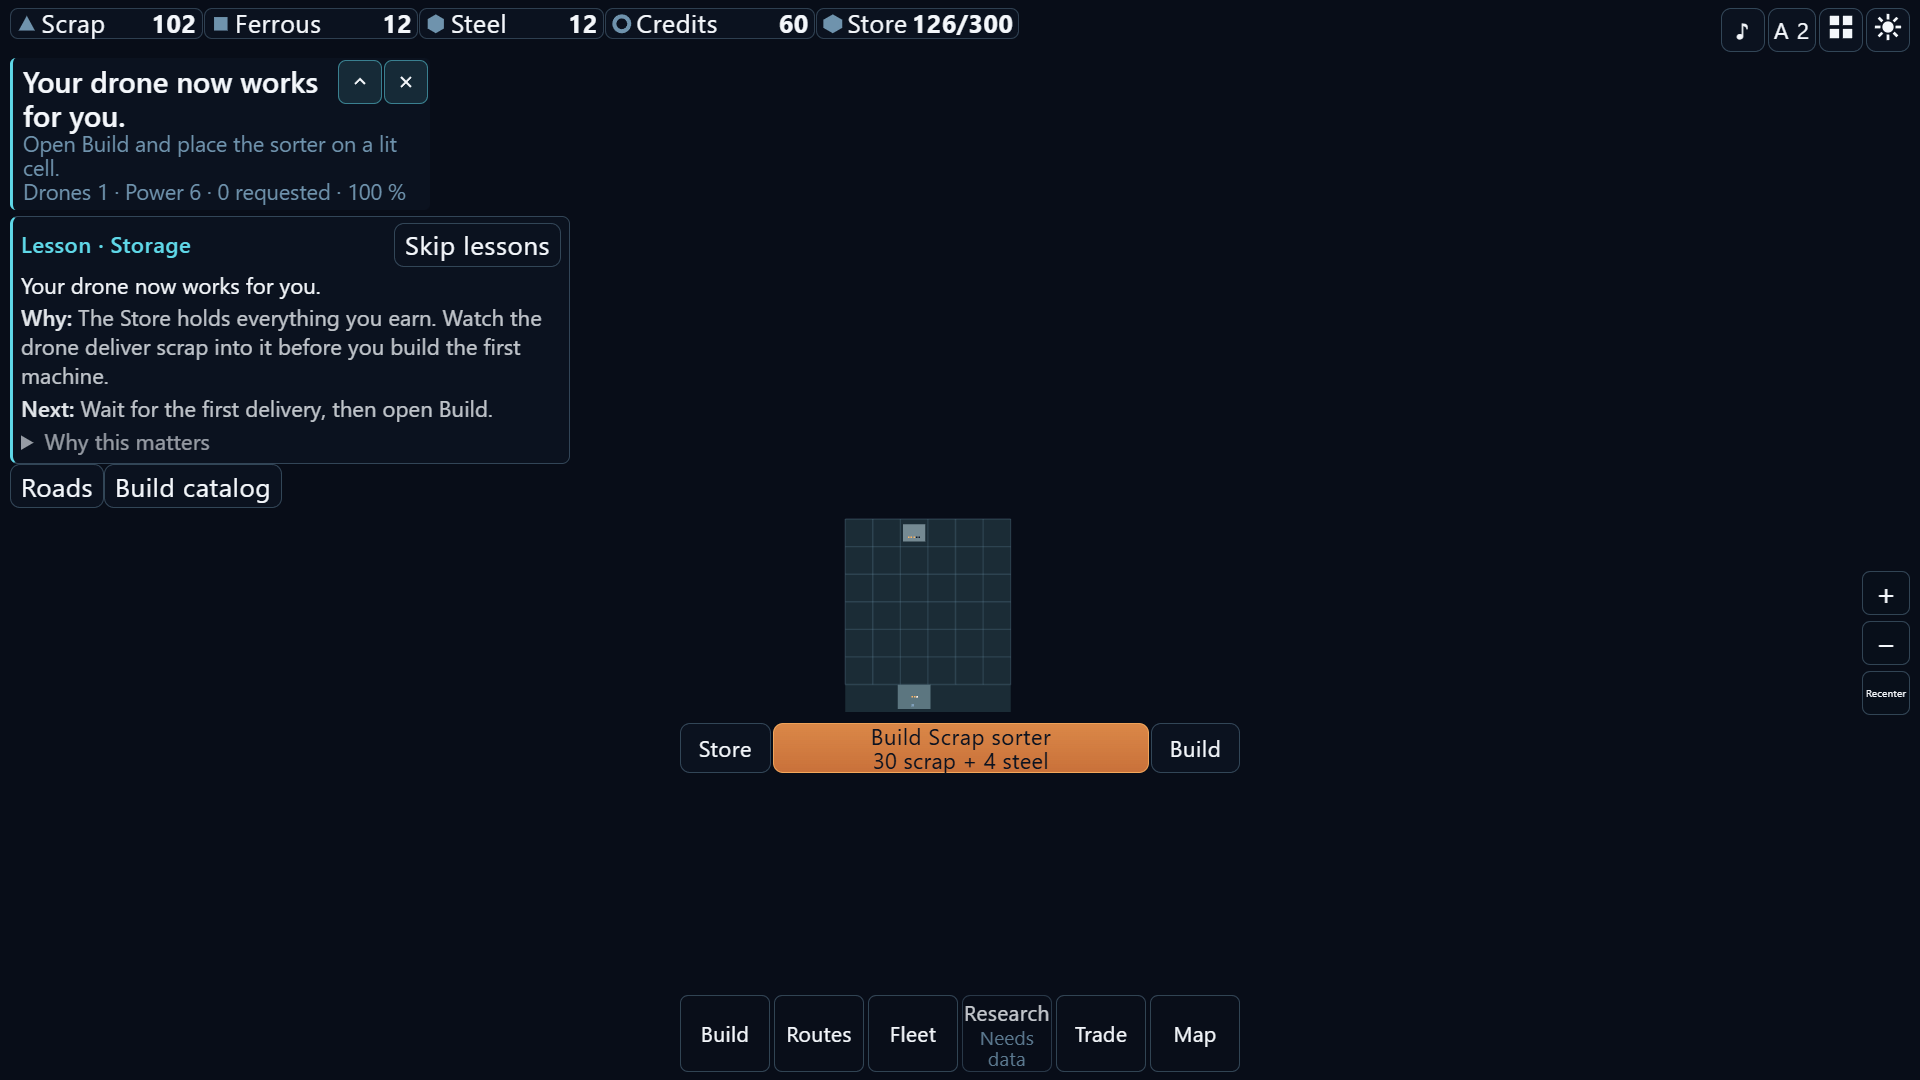 Scrap 102 Ferrous 12 Steel 12 Credits 60 Store 126/300
A 2
Your drone now works
for you.
Open Build and place the sorter on a lit
cell.
Drones 1 · Power 6 · 0 requested · 100 %
Lesson · Storage
Skip lessons
Your drone now works for you.
Why: The Store holds everything you earn. Watch the
drone deliver scrap into it before you build the first
machine.
Next: Wait for the first delivery, then open Build.
Why this matters
Roads
Build catalog
+
−
Recenter
Store
Build Scrap sorter
30 scrap + 4 steel
Build
Build
Routes
Fleet
Research
Needs
data
Trade
Map